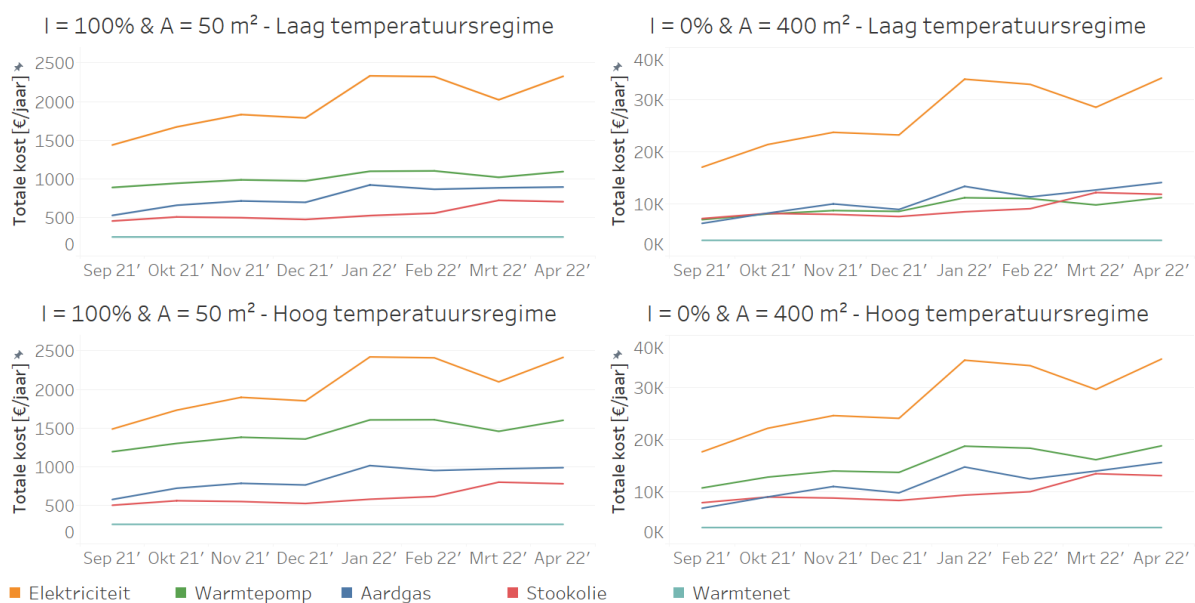 I = 100% & A = 50 m² - Laag temperatuursregime
Totale kost [€/jaar]
2500
2000
1500
1000
500
0
Sep 21′ Okt 21′ Nov 21′ Dec 21′ Jan 22′ Feb 22′ Mrt 22′ Apr 22′
I = 0% & A = 400 m² - Laag temperatuursregime
Totale kost [€/jaar]
40K
30K
20K
10K
0K
Sep 21′ Okt 21′ Nov 21′ Dec 21′ Jan 22′ Feb 22′ Mrt 22′ Apr 22′
I = 100% & A = 50 m² - Hoog temperatuursregime
Totale kost [€/jaar]
2500
2000
1500
1000
500
0
Sep 21′ Okt 21′ Nov 21′ Dec 21′ Jan 22′ Feb 22′ Mrt 22′ Apr 22′
I = 0% & A = 400 m² - Hoog temperatuursregime
Totale kost [€/jaar]
40K
30K
20K
10K
0K
Sep 21′ Okt 21′ Nov 21′ Dec 21′ Jan 22′ Feb 22′ Mrt 22′ Apr 22′
Elektriciteit Warmtepomp Aardgas Stookolie Warmtenet